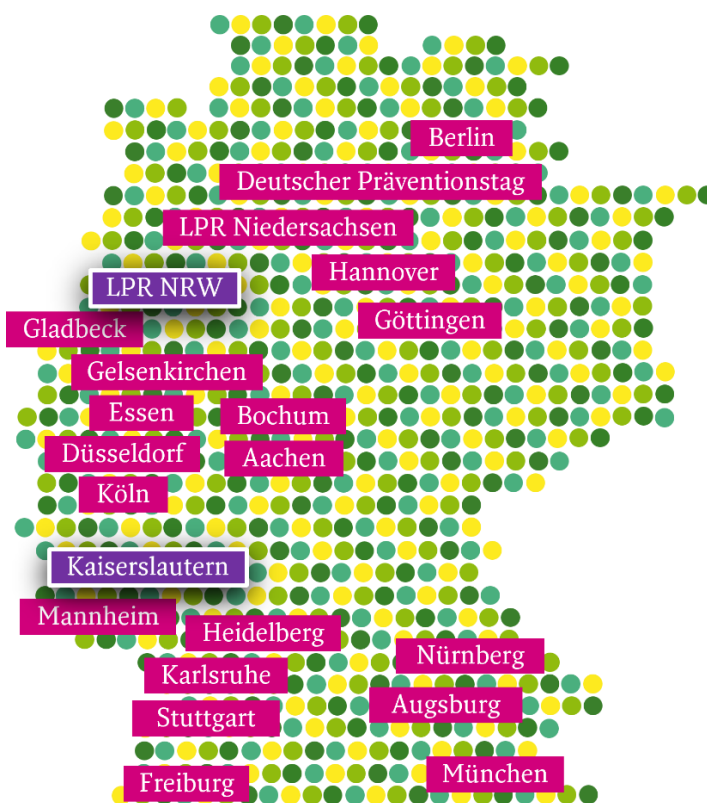 Berlin
Deutscher Präventionstag
LPR Niedersachsen
Hannover
LPR NRW
Göttingen
Gladbeck
Gelsenkirchen
Essen
Bochum
Düsseldorf
Aachen
Köln
Kaiserslautern
Mannheim
Heidelberg
Nürnberg
Karlsruhe
Augsburg
Stuttgart
München
Freiburg